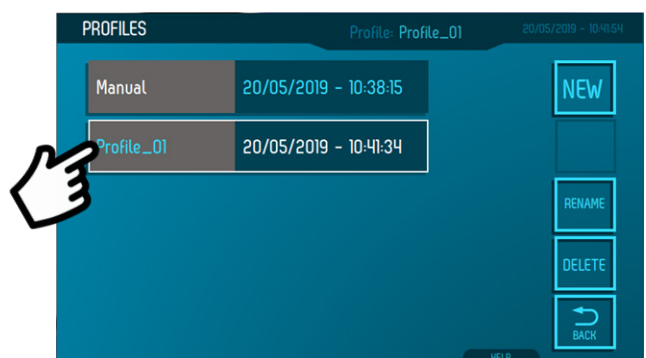 PROFILES
Profile: Profile_01
20/05/2019 - 10:41:54
Manual
20/05/2019 - 10:38:15
NEW
Profile_01
20/05/2019 - 10:41:34
RENAME
DELETE
BACK
HELP